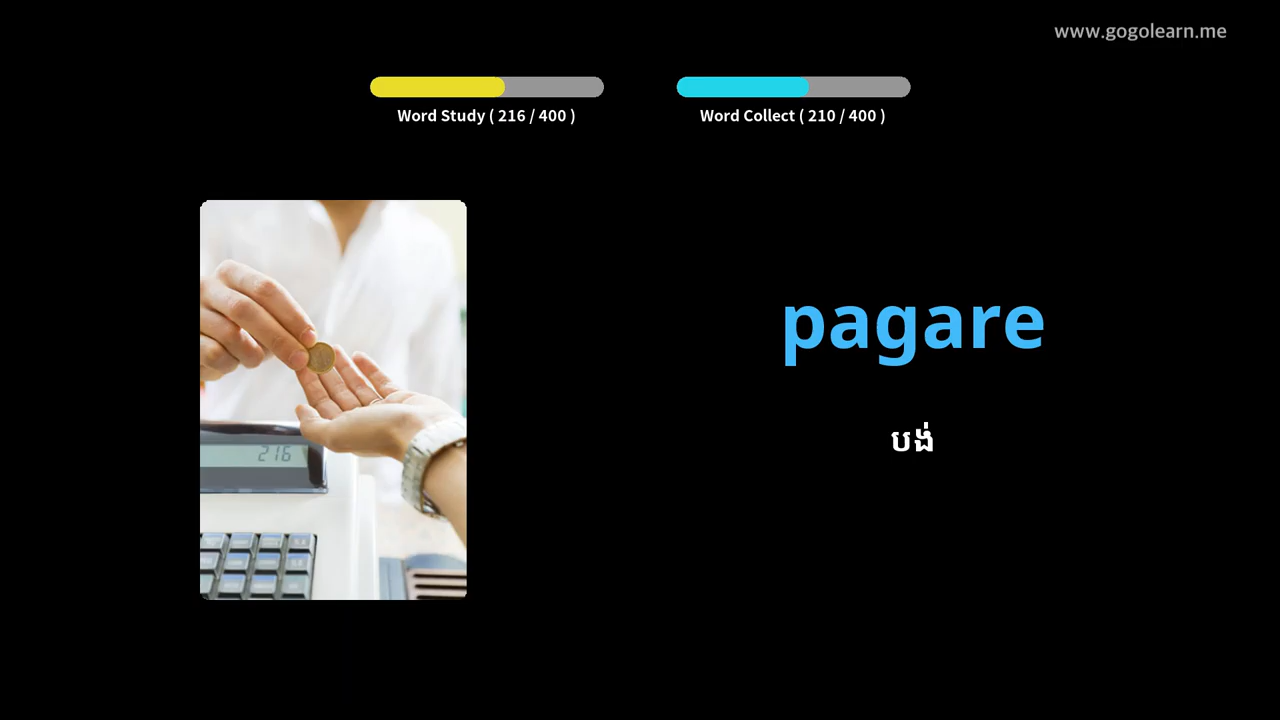 www.gogolearn.me
Word Study ( 216 / 400 )
Word Collect ( 210 / 400 )
pagare
បង់
216